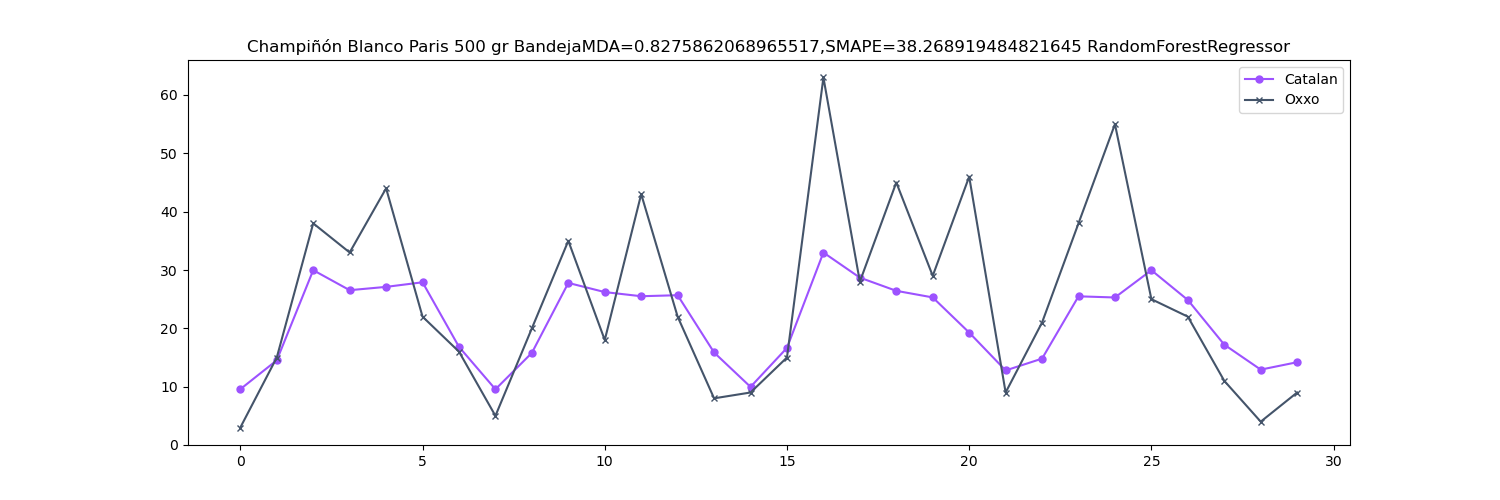 Champiñón Blanco Paris 500 gr BandejaMDA=0.8275862068965517,SMAPE=38.268919484821645 RandomForestRegressor
Catalan
Oxxo
60
50
40
30
20
10
0
0 5 10 15 20 25 30